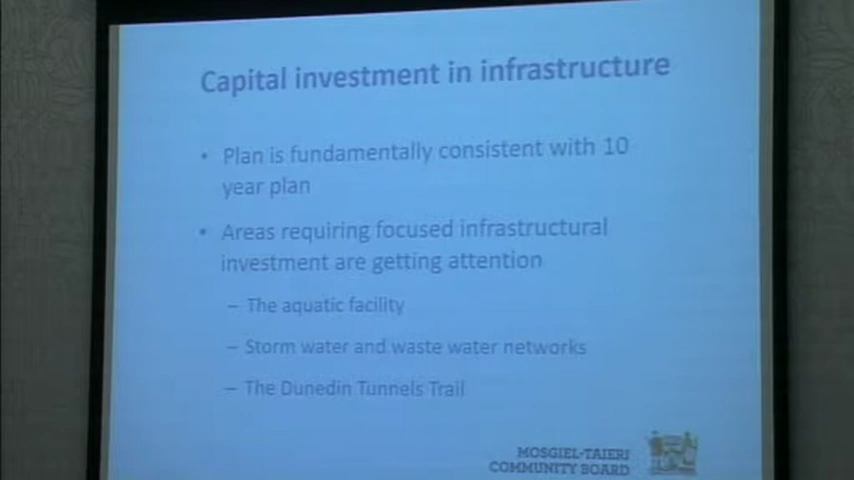 Capital investment in infrastructure
• Plan is fundamentally consistent with 10
year plan
• Areas requiring focused infrastructural
investment are getting attention
– The aquatic facility
– Storm water and waste water networks
– The Dunedin Tunnels Trail
MOSGIEL-TAIERI
COMMUNITY BOARD